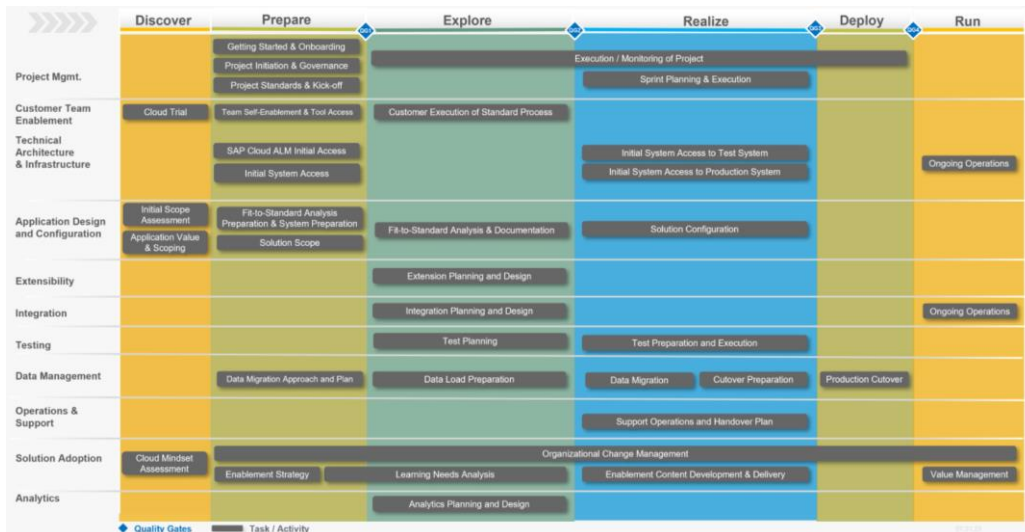 Discover
Prepare
Explore
Realize
Deploy
Run
QG1
QG2
QG3
QG4
Project Mgmt.
Getting Started & Onboarding
Project Initiation & Governance
Project Standards & Kick-off
Execution / Monitoring of Project
Sprint Planning & Execution
Customer Team
Enablement
Cloud Trial
Team Self-Enablement & Tool Access
Customer Execution of Standard Process
Technical
Architecture
& Infrastructure
SAP Cloud ALM Initial Access
Initial System Access
Initial System Access to Test System
Initial System Access to Production System
Ongoing Operations
Application Design
and Configuration
Initial Scope
Assessment
Application Value
& Scoping
Fit-to-Standard Analysis
Preparation & System Preparation
Solution Scope
Fit-to-Standard Analysis & Documentation
Solution Configuration
Extensibility
Extension Planning and Design
Integration
Integration Planning and Design
Ongoing Operations
Testing
Test Planning
Test Preparation and Execution
Data Management
Data Migration Approach and Plan
Data Load Preparation
Data Migration
Cutover Preparation
Production Cutover
Operations &
Support
Support Operations and Handover Plan
Solution Adoption
Cloud Mindset
Assessment
Organizational Change Management
Enablement Strategy
Learning Needs Analysis
Enablement Content Development & Delivery
Value Management
Analytics
Analytics Planning and Design
Quality Gates
Task / Activity